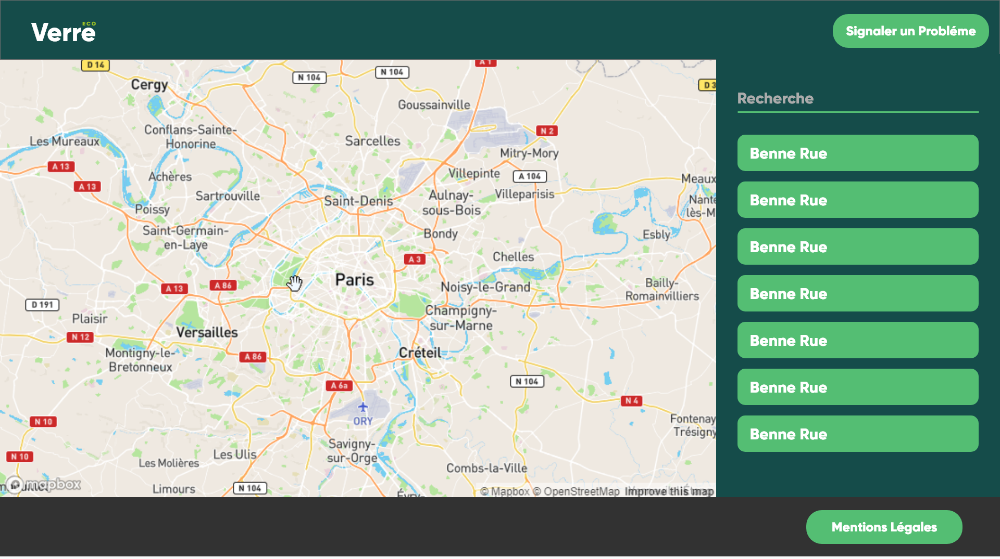 Verre ECO
Signaler un Probléme
D 14
A 1
N 104
N 104
Cergy
D 3
Goussainville
Recherche
Conflans-Sainte-
Honorine
N 2
Les Mureaux
Sarcelles
Mitry-Mory
Benne Rue
A 13
Achères
Villepinte
A 104
Meaux
A 13
Sartrouville
Saint-Denis
Aulnay-
sous-Bois
Villeparisis
Nante
lès-M
Benne Rue
Poissy
Saint-Germain-
en-Laye
Bondy
Esbly
Benne Rue
A 3
Chelles
Paris
A 13
A 86
Noisy-le-Grand
Bailly-
Romainvilliers
Benne Rue
D 191
Plaisir
Champigny-
sur-Marne
N 12
Versailles
Benne Rue
Montigny-le-
Bretonneux
A 86
Créteil
N 104
Benne Rue
A 6a
N 4
ORY
N 10
Fontenay
Trésigny
Benne Rue
Savigny-
sur-Orge
N 10
Les Molières
Les Ulis
Combs-la-Ville
mapbox
Limours
N 104
Évry-
© Mapbox © OpenStreetMap Improve this map
Mentions Légales